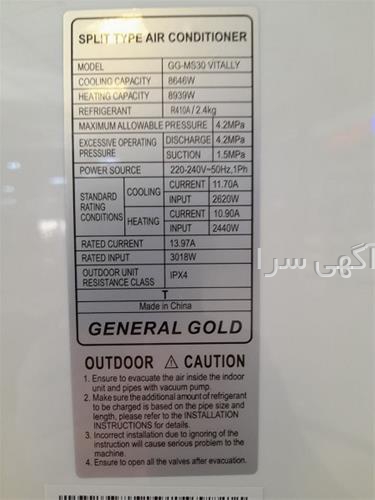 SPLIT TYPE AIR CONDITIONER
MODEL GG-MS30 VITALLY
COOLING CAPACITY 8646W
HEATING CAPACITY 8939W
REFRIGERANT R410A / 2.4kg
MAXIMUM ALLOWABLE PRESSURE 4.2MPa
EXCESSIVE OPERATING PRESSURE DISCHARGE 4.2MPa
SUCTION 1.5MPa
POWER SOURCE 220-240V~50Hz,1Ph
STANDARD RATING CONDITIONS COOLING CURRENT 11.70A
INPUT 2620W
HEATING CURRENT 10.90A
INPUT 2440W
RATED CURRENT 13.97A
RATED INPUT 3018W
OUTDOOR UNIT RESISTANCE CLASS IPX4
T
Made in China
GENERAL GOLD
OUTDOOR ⚠ CAUTION
1. Ensure to evacuate the air inside the indoor
unit and pipes with vacuum pump.
2. Make sure the additional amount of refrigerant
to be charged is based on the pipe size and
length, please refer to the INSTALLATION
INSTRUCTIONS for details.
3. Incorrect installation due to ignoring of the
instruction will cause serious problem to the
machine.
4. Ensure to open all the valves after evacuation.
آگهی سرا